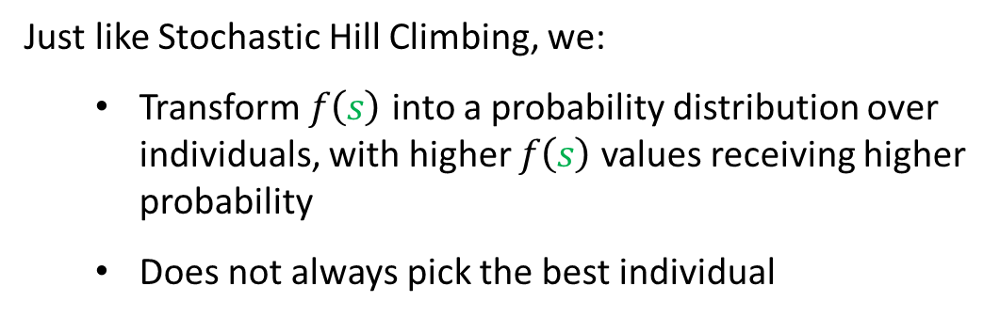 Just like Stochastic Hill Climbing, we:
• Transform f(s) into a probability distribution over
individuals, with higher f(s) values receiving higher
probability
• Does not always pick the best individual